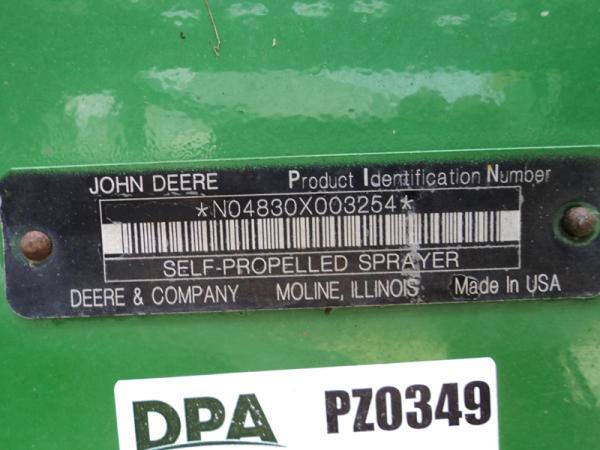 JOHN DEERE Product Identification Number
*N04830X003254*
SELF-PROPELLED SPRAYER
DEERE & COMPANY MOLINE, ILLINOIS Made In USA
DPA PZ0349